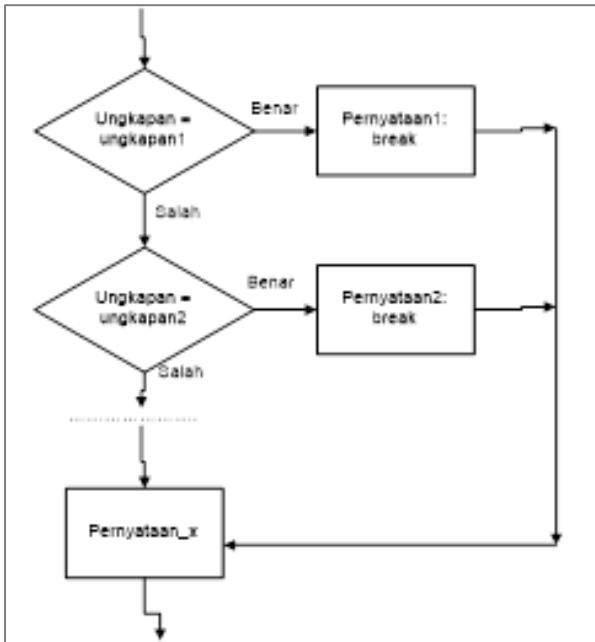 Ungkapan =
ungkapan1
Benar
Pernyataan1:
break
Salah
Ungkapan =
ungkapan2
Benar
Pernyataan2:
break
Salah
Pernyataan_x